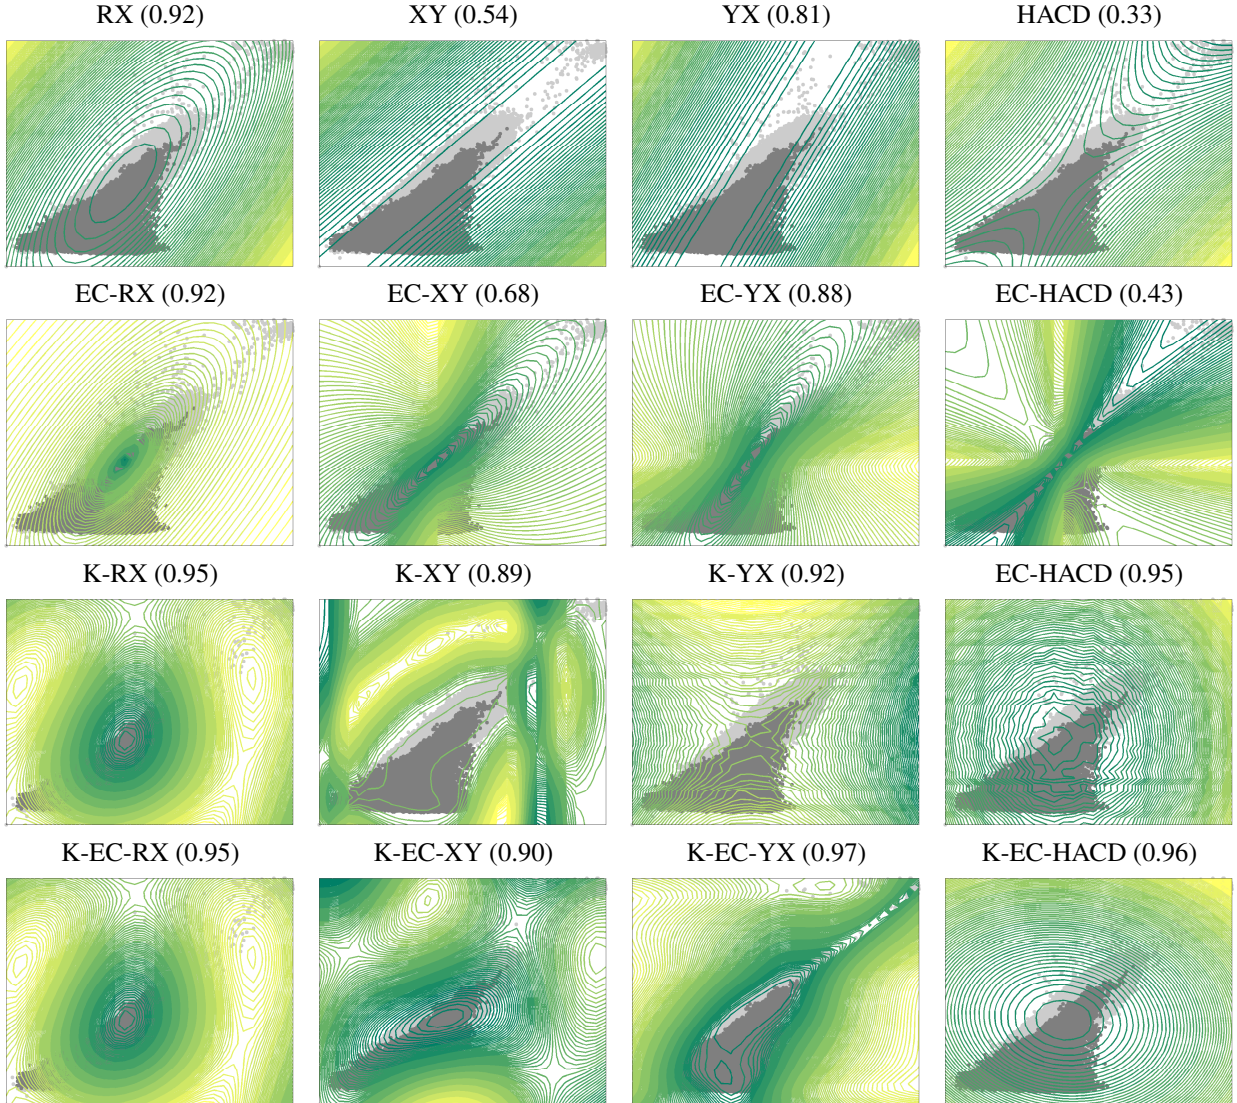 RX (0.92) XY (0.54) YX (0.81) HACD (0.33)
EC-RX (0.92) EC-XY (0.68) EC-YX (0.88) EC-HACD (0.43)
K-RX (0.95) K-XY (0.89) K-YX (0.92) EC-HACD (0.95)
K-EC-RX (0.95) K-EC-XY (0.90) K-EC-YX (0.97) K-EC-HACD (0.96)